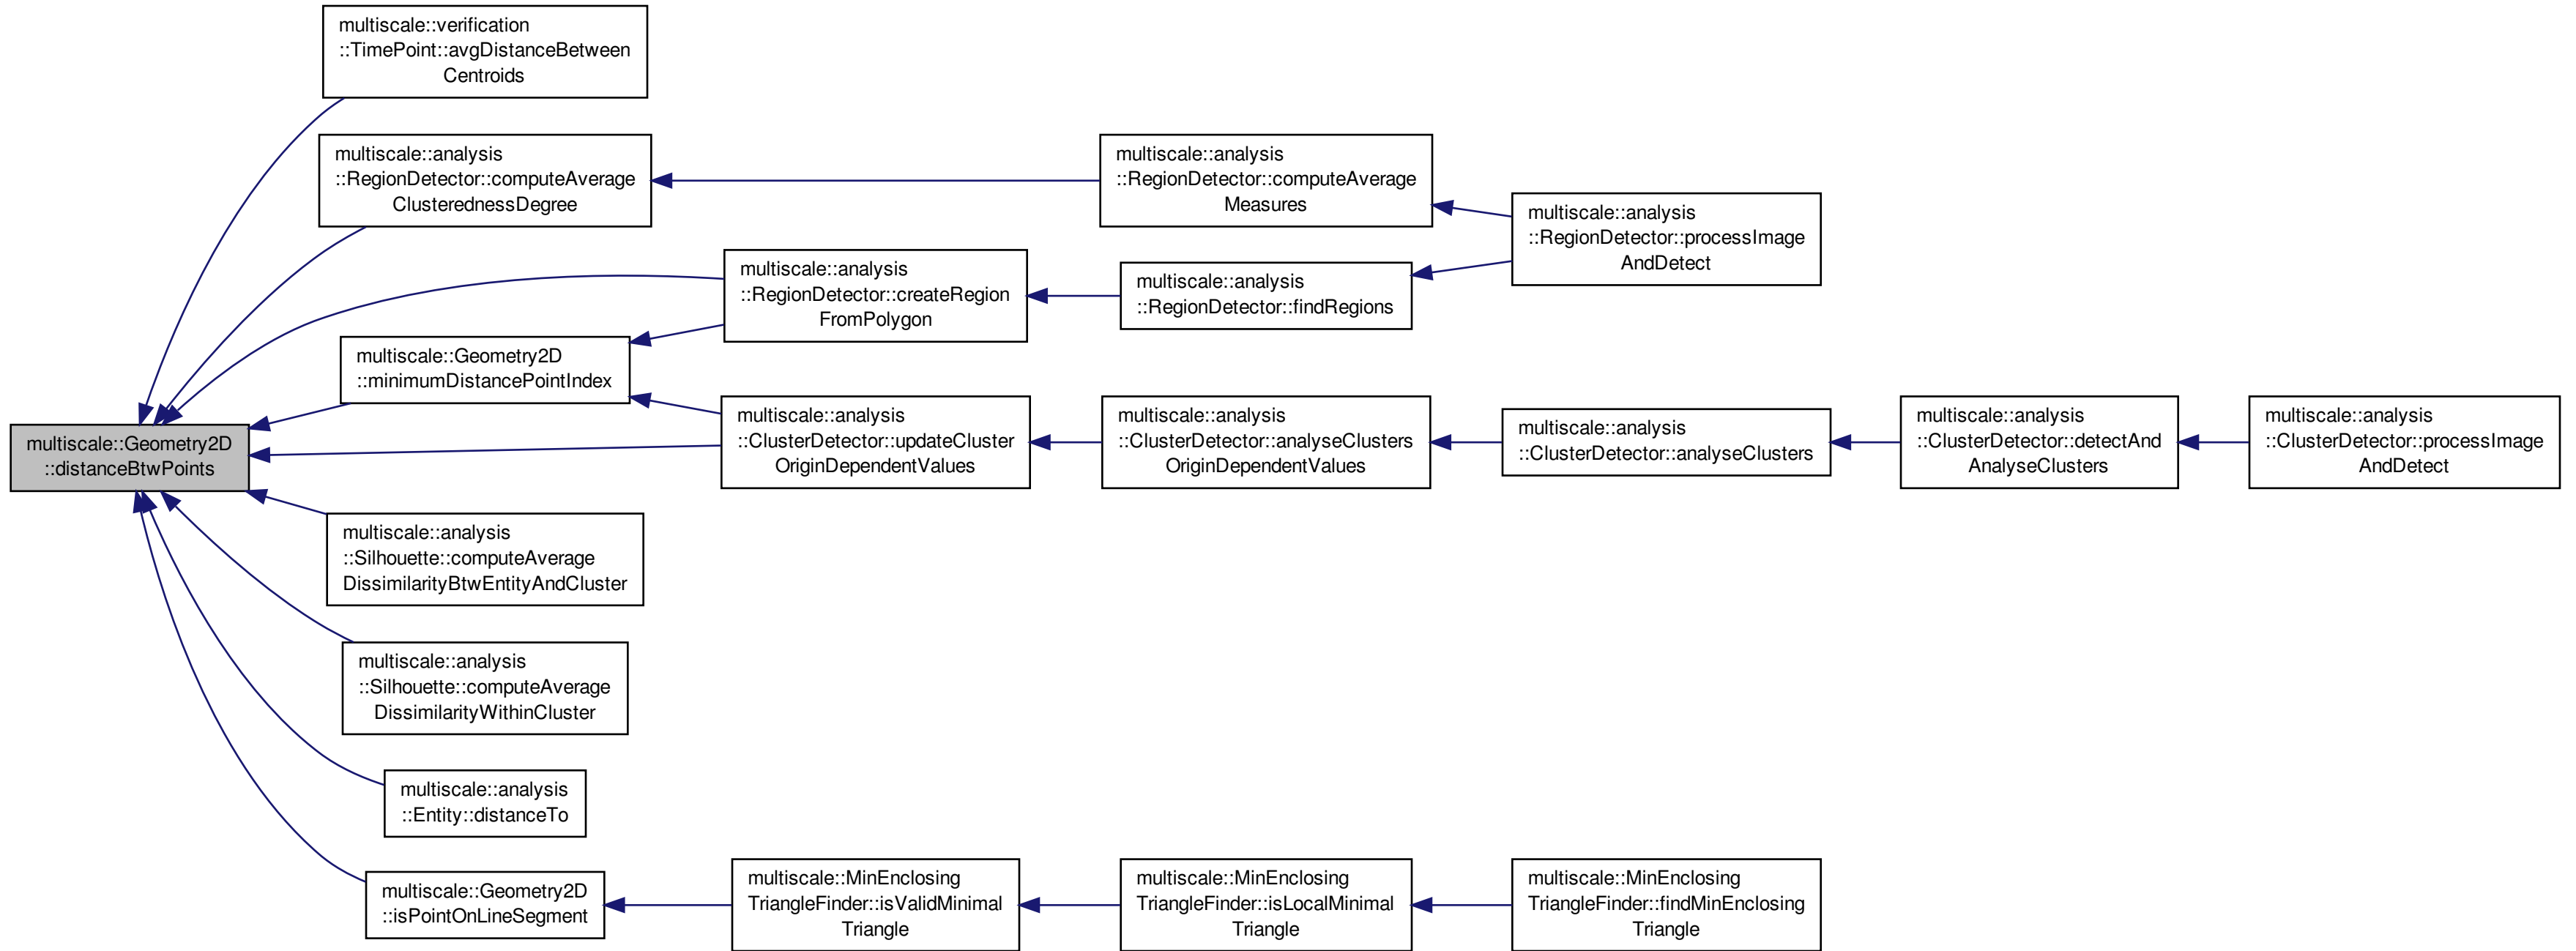 multiscale::verification
::TimePoint::avgDistanceBetween
Centroids
multiscale::analysis
::RegionDetector::computeAverage
ClusterednessDegree
multiscale::analysis
::RegionDetector::computeAverage
Measures
multiscale::analysis
::RegionDetector::processImage
AndDetect
multiscale::analysis
::RegionDetector::createRegion
FromPolygon
multiscale::analysis
::RegionDetector::findRegions
multiscale::Geometry2D
::minimumDistancePointIndex
multiscale::Geometry2D
::distanceBtwPoints
multiscale::analysis
::ClusterDetector::updateCluster
OriginDependentValues
multiscale::analysis
::ClusterDetector::analyseClusters
OriginDependentValues
multiscale::analysis
::ClusterDetector::analyseClusters
multiscale::analysis
::ClusterDetector::detectAnd
AnalyseClusters
multiscale::analysis
::ClusterDetector::processImage
AndDetect
multiscale::analysis
::Silhouette::computeAverage
DissimilarityBtwEntityAndCluster
multiscale::analysis
::Silhouette::computeAverage
DissimilarityWithinCluster
multiscale::analysis
::Entity::distanceTo
multiscale::Geometry2D
::isPointOnLineSegment
multiscale::MinEnclosing
TriangleFinder::isValidMinimal
Triangle
multiscale::MinEnclosing
TriangleFinder::isLocalMinimal
Triangle
multiscale::MinEnclosing
TriangleFinder::findMinEnclosing
Triangle